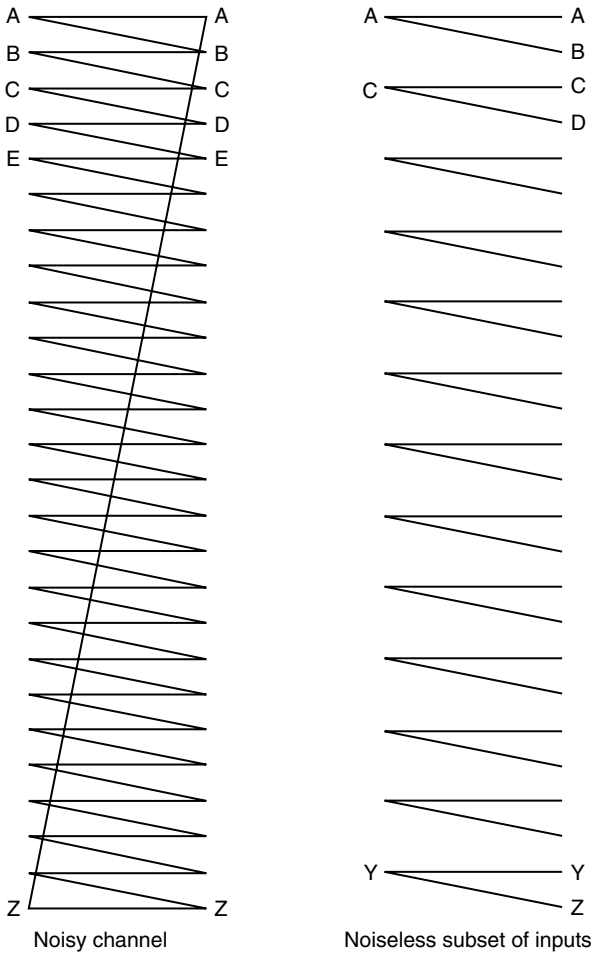 A A
B B
C C
D D
E E
Z Z
Noisy channel
A A
B
C C
D
Y Y
Z
Noiseless subset of inputs